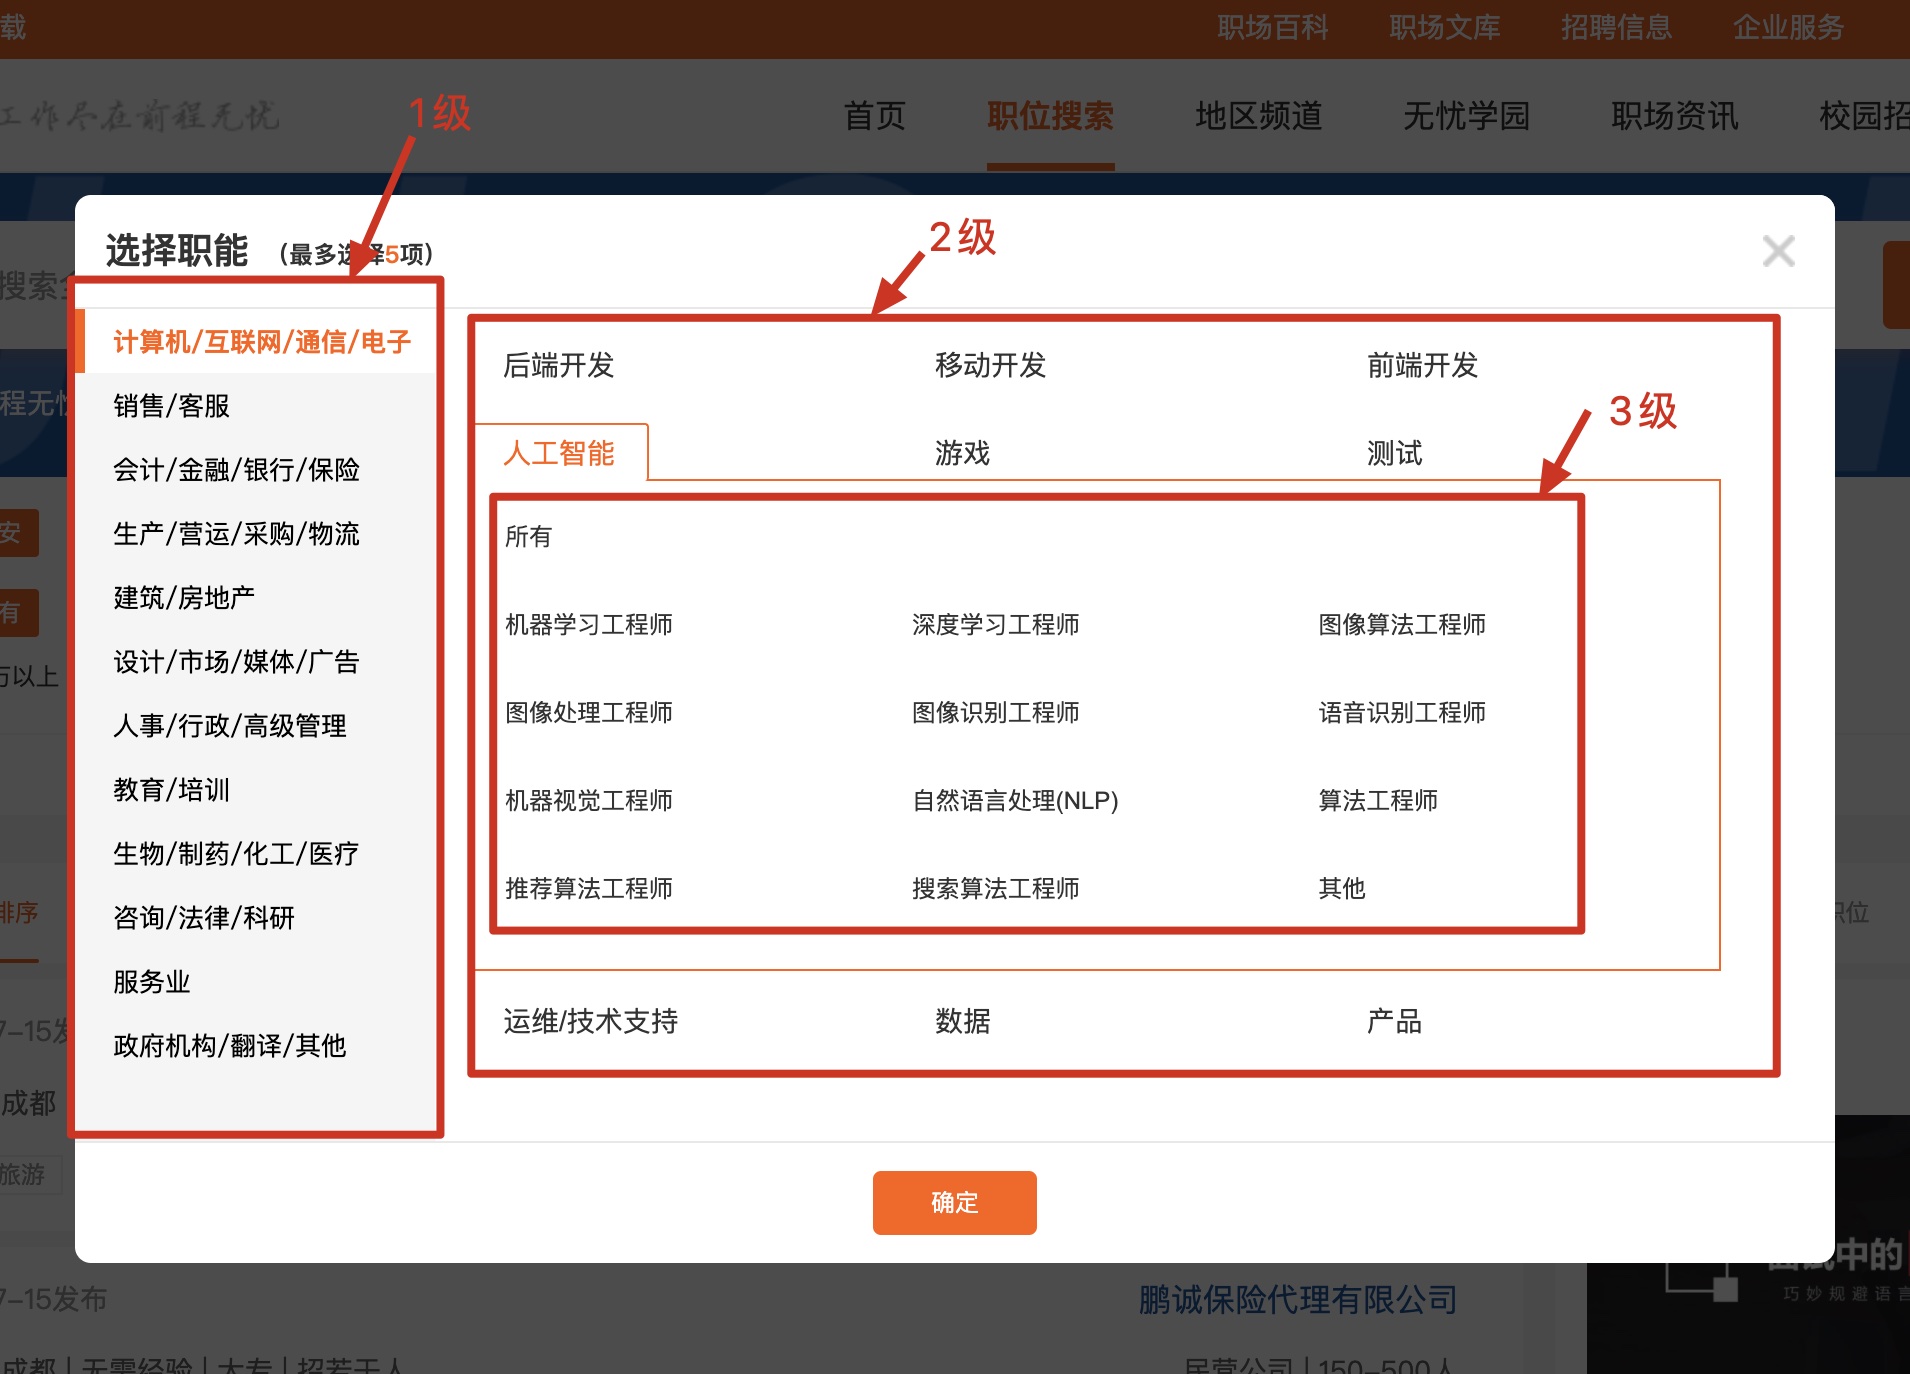 载
职场百科 职场文库 招聘信息 企业服务
工作尽在前程无忧
1级
首页 职位搜索 地区频道 无忧学园 职场资讯 校园招
选择职能 (最多选择5项)
2级
搜索
计算机/互联网/通信/电子
后端开发 移动开发 前端开发
程无忧
销售/客服
3级
人工智能 游戏 测试
会计/金融/银行/保险
安
生产/营运/采购/物流
所有
有
建筑/房地产
机器学习工程师 深度学习工程师 图像算法工程师
万以上
设计/市场/媒体/广告
图像处理工程师 图像识别工程师 语音识别工程师
人事/行政/高级管理
教育/培训
机器视觉工程师 自然语言处理(NLP) 算法工程师
生物/制药/化工/医疗
推荐算法工程师 搜索算法工程师 其他
排序
咨询/法律/科研
职位
服务业
7-15发
运维/技术支持 数据 产品
政府机构/翻译/其他
成都
旅游
确定
面试中的
巧妙规避语言
7-15发布
鹏诚保险代理有限公司
成都 | 无需经验 | 大专 | 招若干人
民营公司 | 150-500人